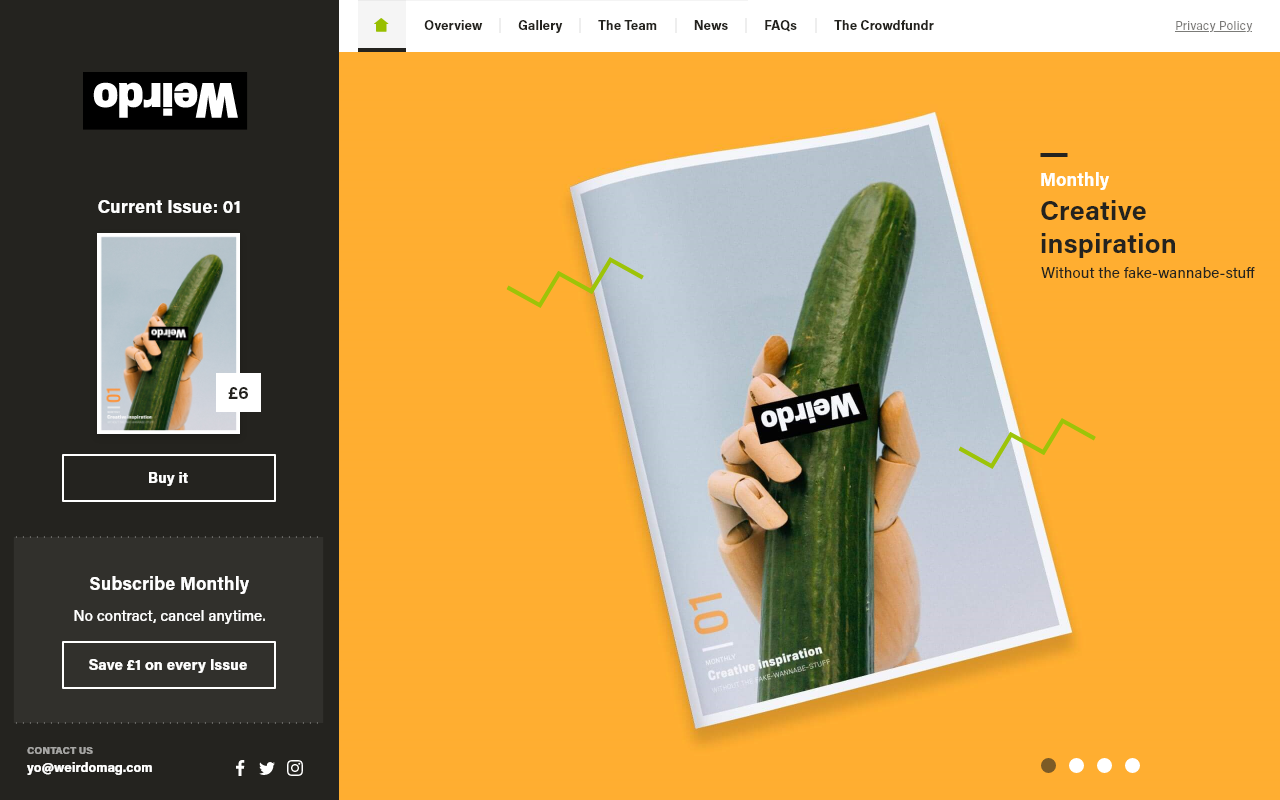 Weirdo
Current Issue: 01
Weirdo
01
Creative inspiration
£6
Buy it
Subscribe Monthly
No contract, cancel anytime.
Save £1 on every Issue
CONTACT US
yo@weirdomag.com
Overview
Gallery
The Team
News
FAQs
The Crowdfundr
Privacy Policy
Weirdo
01
MONTHLY
Creative inspiration
WITHOUT THE FAKE-WANNABE-STUFF
Monthly
Creative
inspiration
Without the fake-wannabe-stuff